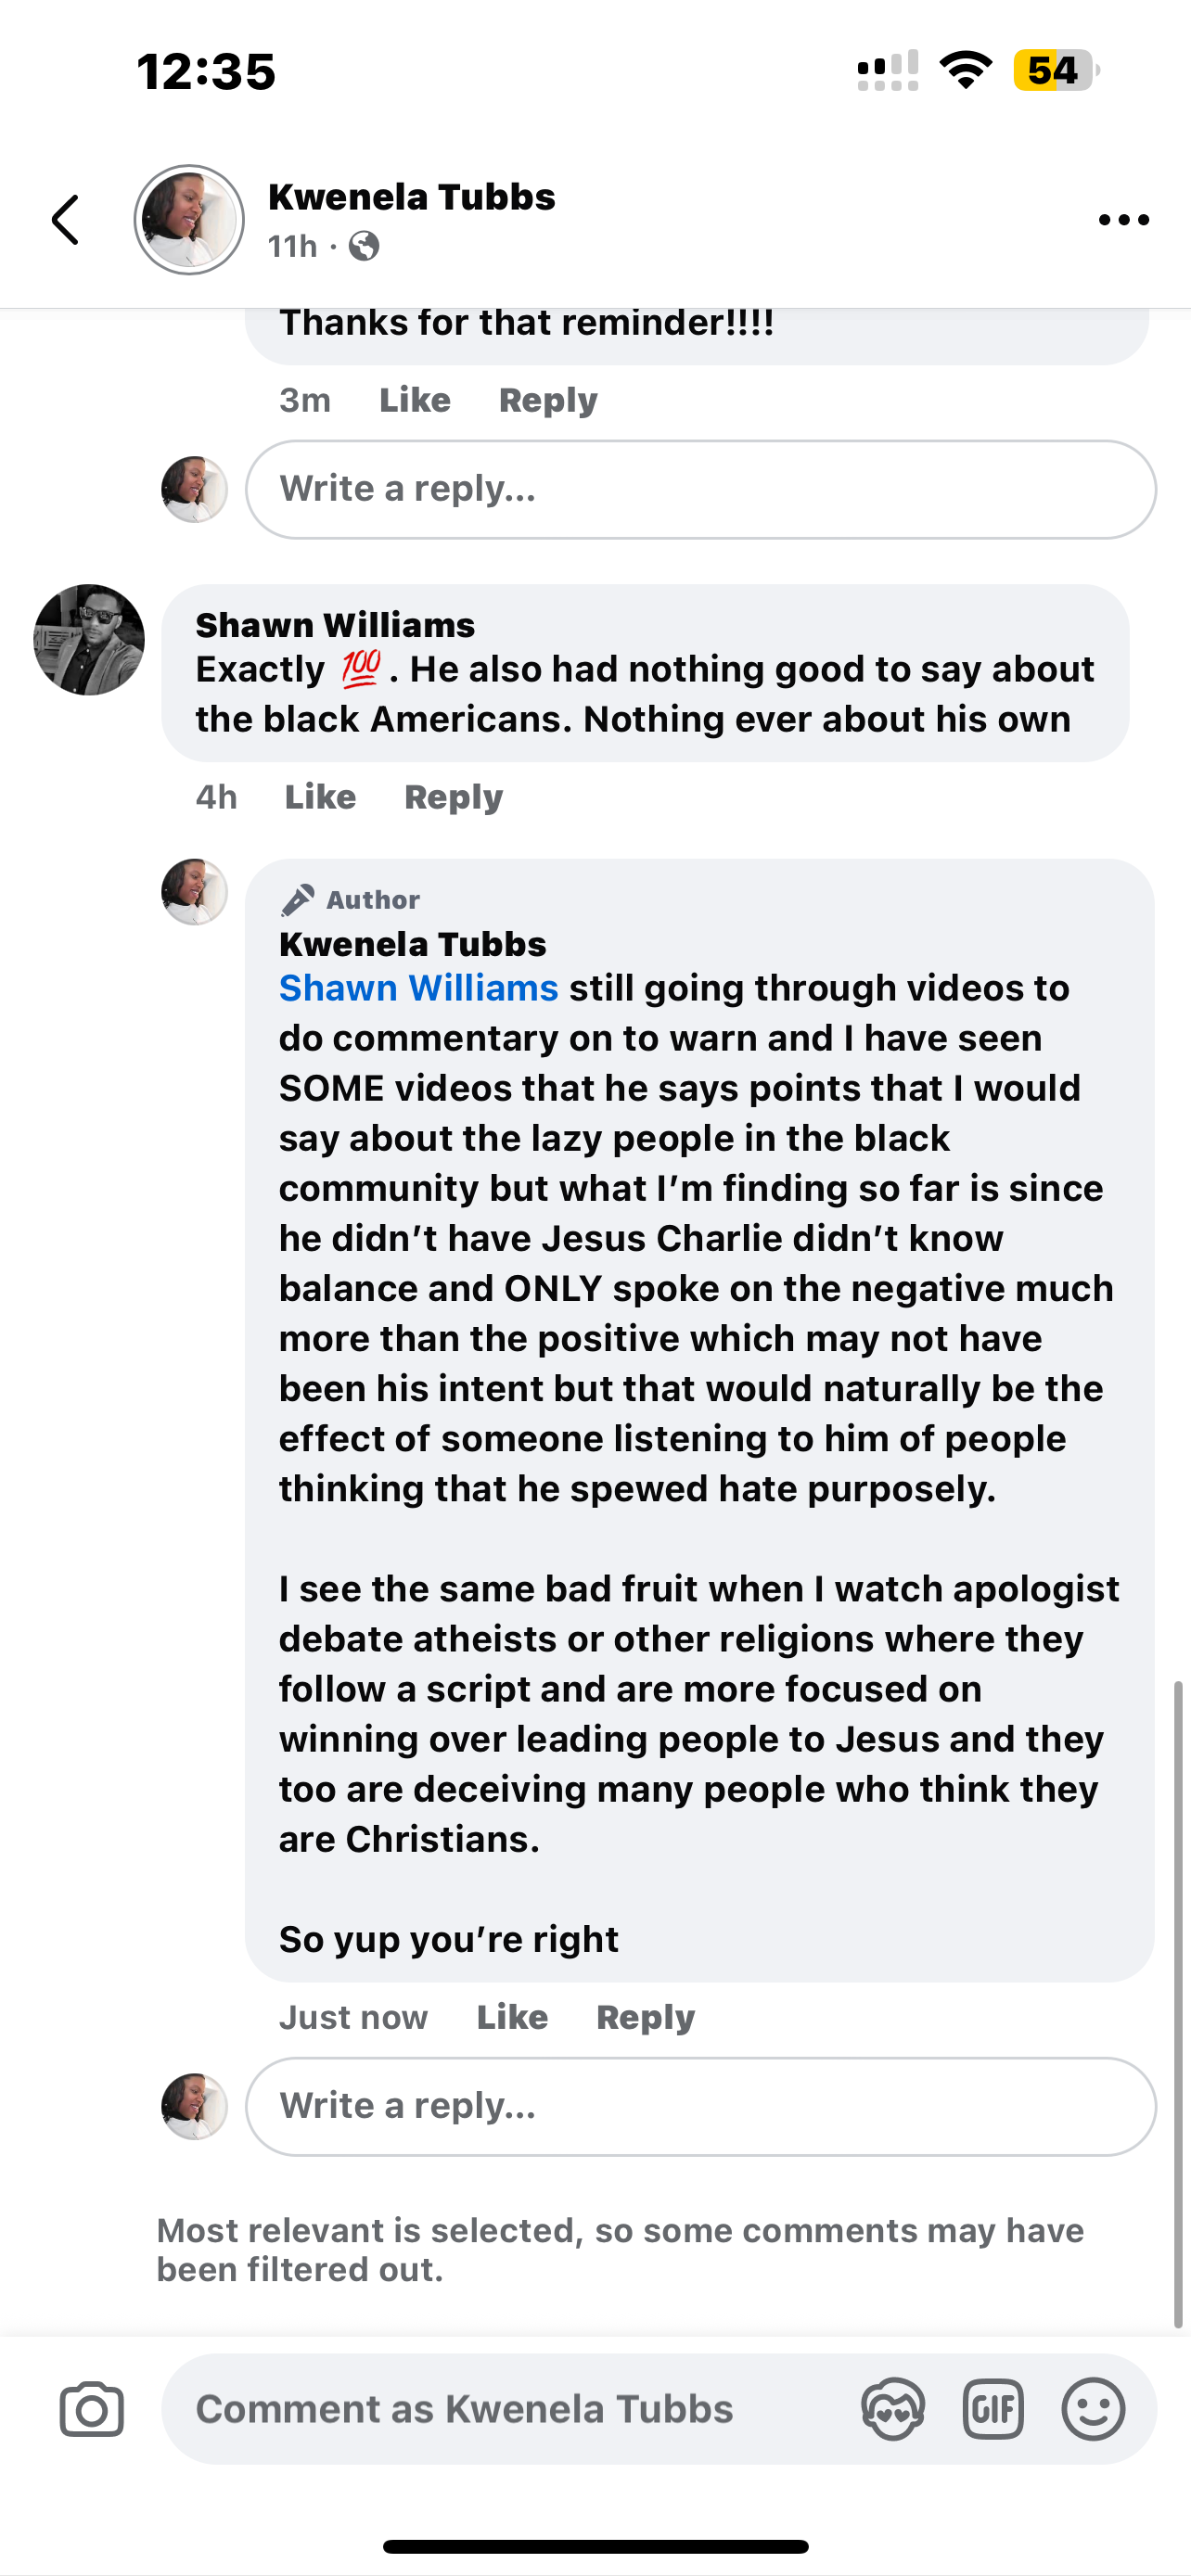 12:35
54
Kwenela Tubbs
11h ·
Thanks for that reminder!!!!
3m Like Reply
Write a reply...
Shawn Williams
Exactly 💯. He also had nothing good to say about
the black Americans. Nothing ever about his own
4h Like Reply
Author
Kwenela Tubbs
Shawn Williams still going through videos to
do commentary on to warn and I have seen
SOME videos that he says points that I would
say about the lazy people in the black
community but what I’m finding so far is since
he didn’t have Jesus Charlie didn’t know
balance and ONLY spoke on the negative much
more than the positive which may not have
been his intent but that would naturally be the
effect of someone listening to him of people
thinking that he spewed hate purposely.
I see the same bad fruit when I watch apologist
debate atheists or other religions where they
follow a script and are more focused on
winning over leading people to Jesus and they
too are deceiving many people who think they
are Christians.
So yup you’re right
Just now Like Reply
Write a reply...
Most relevant is selected, so some comments may have
been filtered out.
Comment as Kwenela Tubbs
GIF